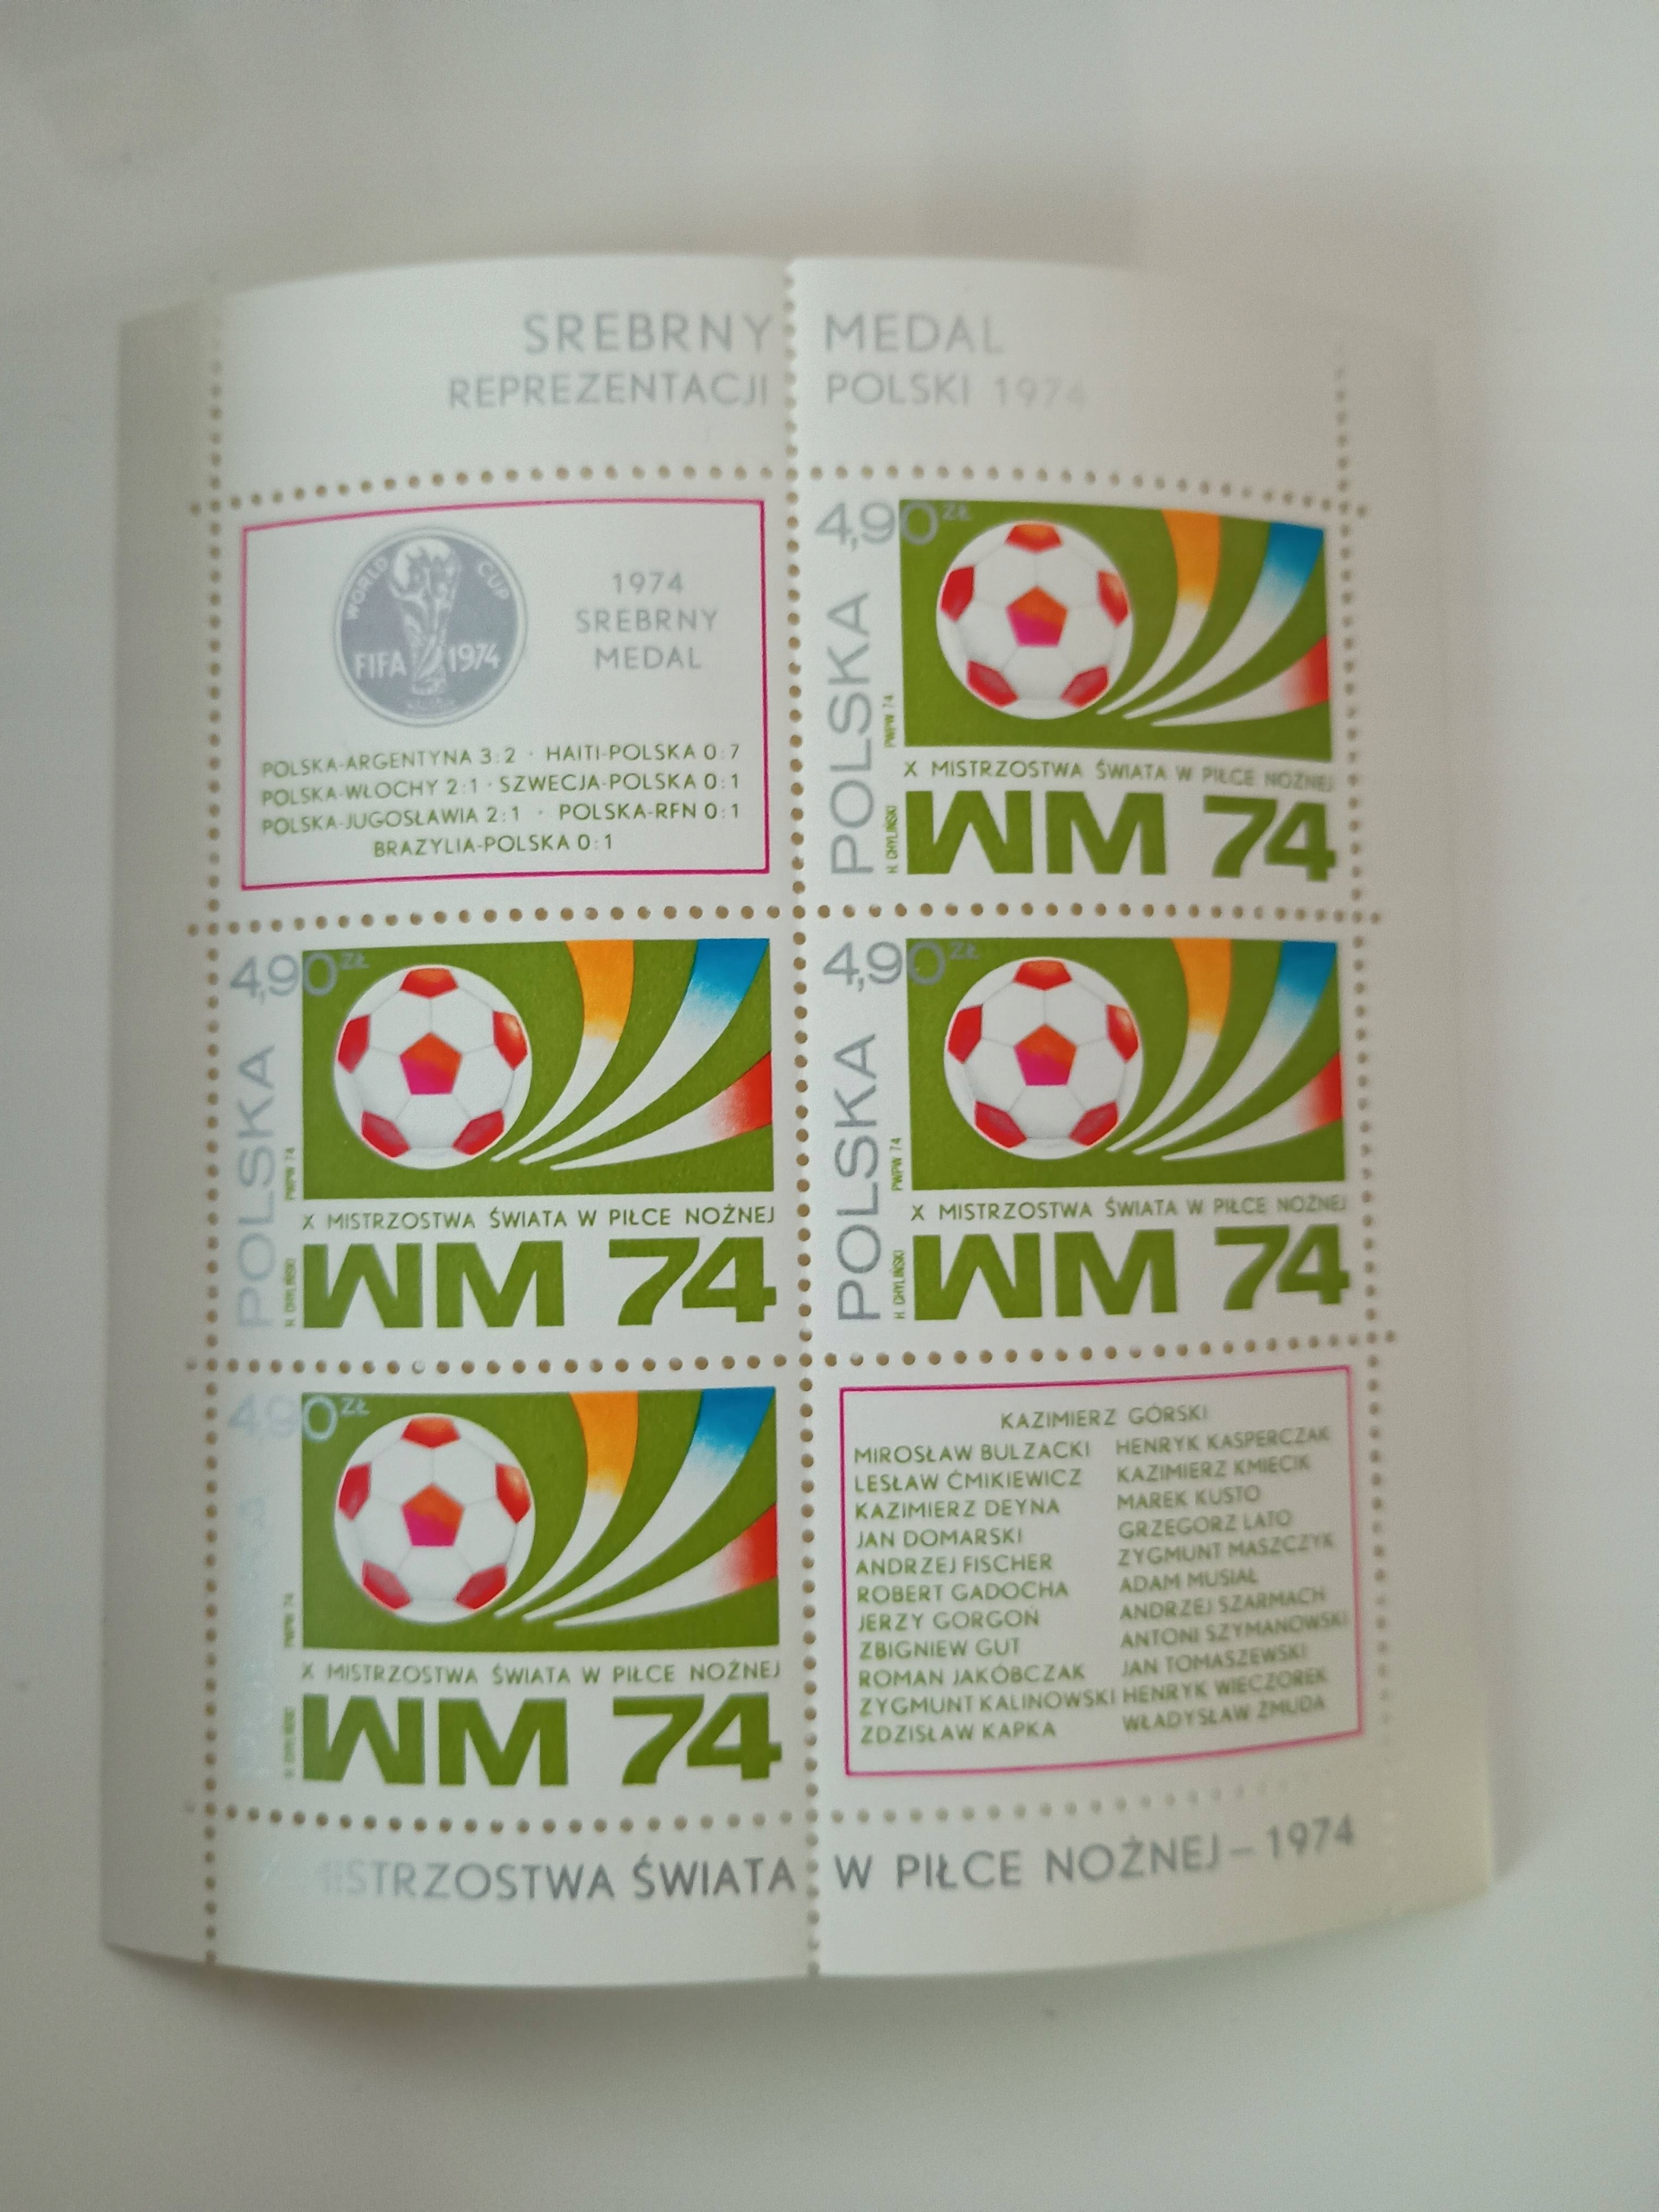 SREBRNY MEDAL
REPREZENTACJI POLSKI 1974
WORLD CUP
FIFA 1974
1974
SREBRNY
MEDAL
POLSKA-ARGENTYNA 3:2 · HAITI-POLSKA 0:7
POLSKA-WŁOCHY 2:1 · SZWECJA-POLSKA 0:1
POLSKA-JUGOSŁAWIA 2:1 · POLSKA-RFN 0:1
BRAZYLIA-POLSKA 0:1
4,90 ZŁ
POLSKA
PWPW 74
H. CHYLIŃSKI
X MISTRZOSTWA ŚWIATA W PIŁCE NOŻNEJ
WM 74
4,90 ZŁ
POLSKA
PWPW 74
H. CHYLIŃSKI
X MISTRZOSTWA ŚWIATA W PIŁCE NOŻNEJ
WM 74
4,90 ZŁ
POLSKA
PWPW 74
H. CHYLIŃSKI
X MISTRZOSTWA ŚWIATA W PIŁCE NOŻNEJ
WM 74
4,90 ZŁ
POLSKA
PWPW 74
H. CHYLIŃSKI
X MISTRZOSTWA ŚWIATA W PIŁCE NOŻNEJ
WM 74
KAZIMIERZ GÓRSKI
MIROSŁAW BULZACKI HENRYK KASPERCZAK
LESŁAW ĆMIKIEWICZ KAZIMIERZ KMIECIK
KAZIMIERZ DEYNA MAREK KUSTO
JAN DOMARSKI GRZEGORZ LATO
ANDRZEJ FISCHER ZYGMUNT MASZCZYK
ROBERT GADOCHA ADAM MUSIAŁ
JERZY GORGOŃ ANDRZEJ SZARMACH
ZBIGNIEW GUT ANTONI SZYMANOWSKI
ROMAN JAKÓBCZAK JAN TOMASZEWSKI
ZYGMUNT KALINOWSKI HENRYK WIECZOREK
ZDZISŁAW KAPKA WŁADYSŁAW ŻMUDA
MISTRZOSTWA ŚWIATA W PIŁCE NOŻNEJ – 1974